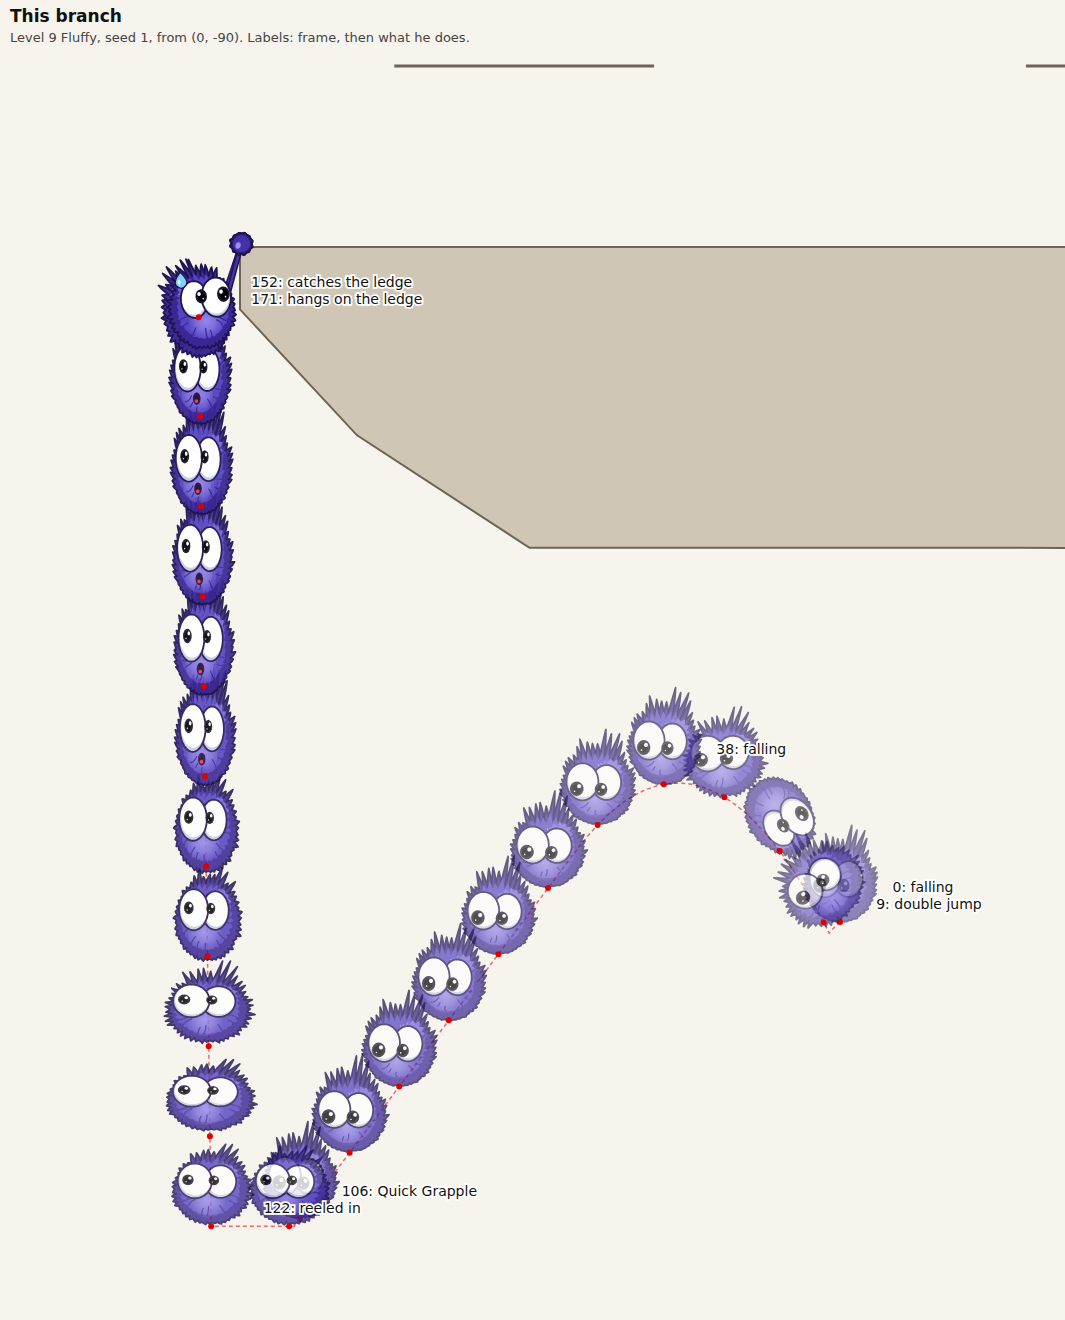 This branch
Level 9 Fluffy, seed 1, from (0, -90). Labels: frame, then what he does.
152: catches the ledge
171: hangs on the ledge
38: falling
0: falling
9: double jump
106: Quick Grapple
122: reeled in